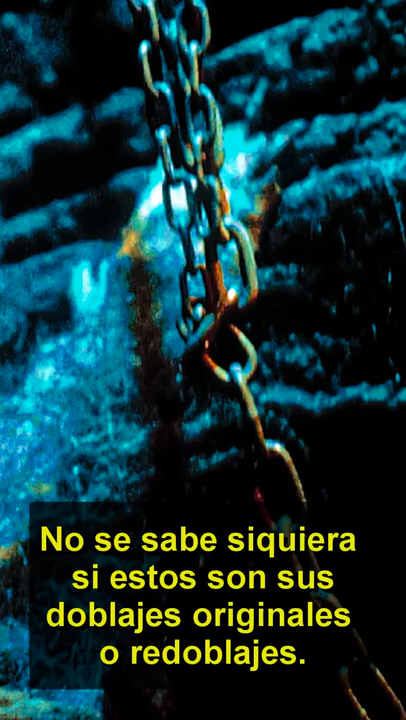 No se sabe siquiera
si estos son sus
doblajes originales
o redoblajes.